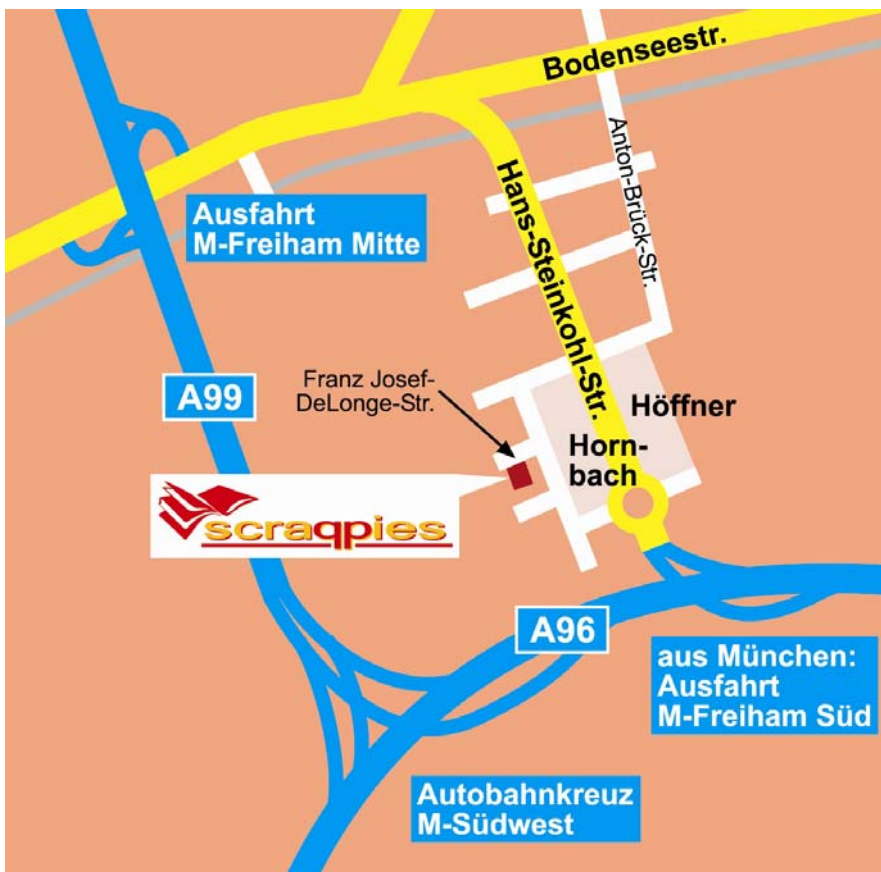 Bodenseestr.
Anton-Brück-Str.
Hans-Steinkohl-Str.
Ausfahrt
M-Freiham Mitte
A99
Franz Josef-
DeLonge-Str.
Höffner
Horn-
bach
scraqpies
A96
aus München:
Ausfahrt
M-Freiham Süd
Autobahnkreuz
M-Südwest